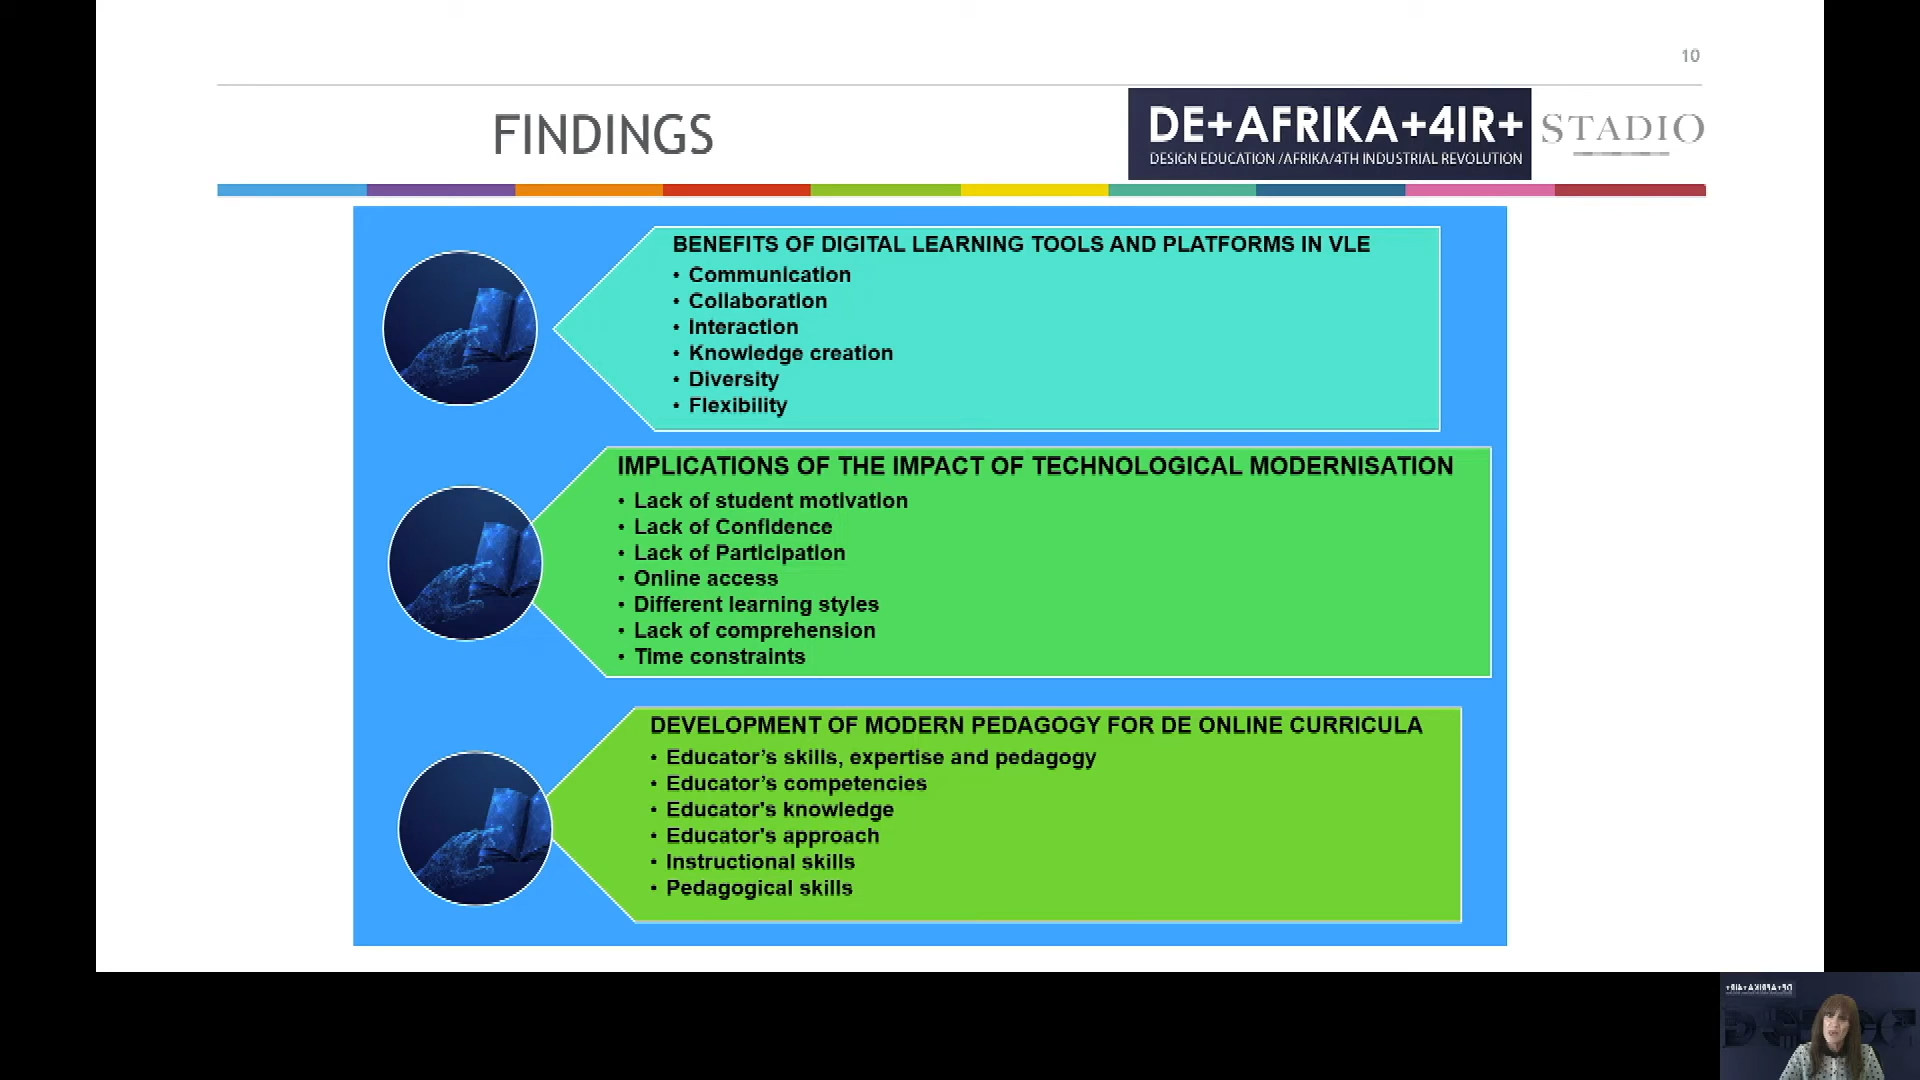 10
FINDINGS
DE+AFRIKA+4IR+
DESIGN EDUCATION /AFRIKA/4TH INDUSTRIAL REVOLUTION
STADIO
BENEFITS OF DIGITAL LEARNING TOOLS AND PLATFORMS IN VLE
• Communication
• Collaboration
• Interaction
• Knowledge creation
• Diversity
• Flexibility
IMPLICATIONS OF THE IMPACT OF TECHNOLOGICAL MODERNISATION
• Lack of student motivation
• Lack of Confidence
• Lack of Participation
• Online access
• Different learning styles
• Lack of comprehension
• Time constraints
DEVELOPMENT OF MODERN PEDAGOGY FOR DE ONLINE CURRICULA
• Educator’s skills, expertise and pedagogy
• Educator’s competencies
• Educator's knowledge
• Educator's approach
• Instructional skills
• Pedagogical skills
DE+AFRIKA+4IR+